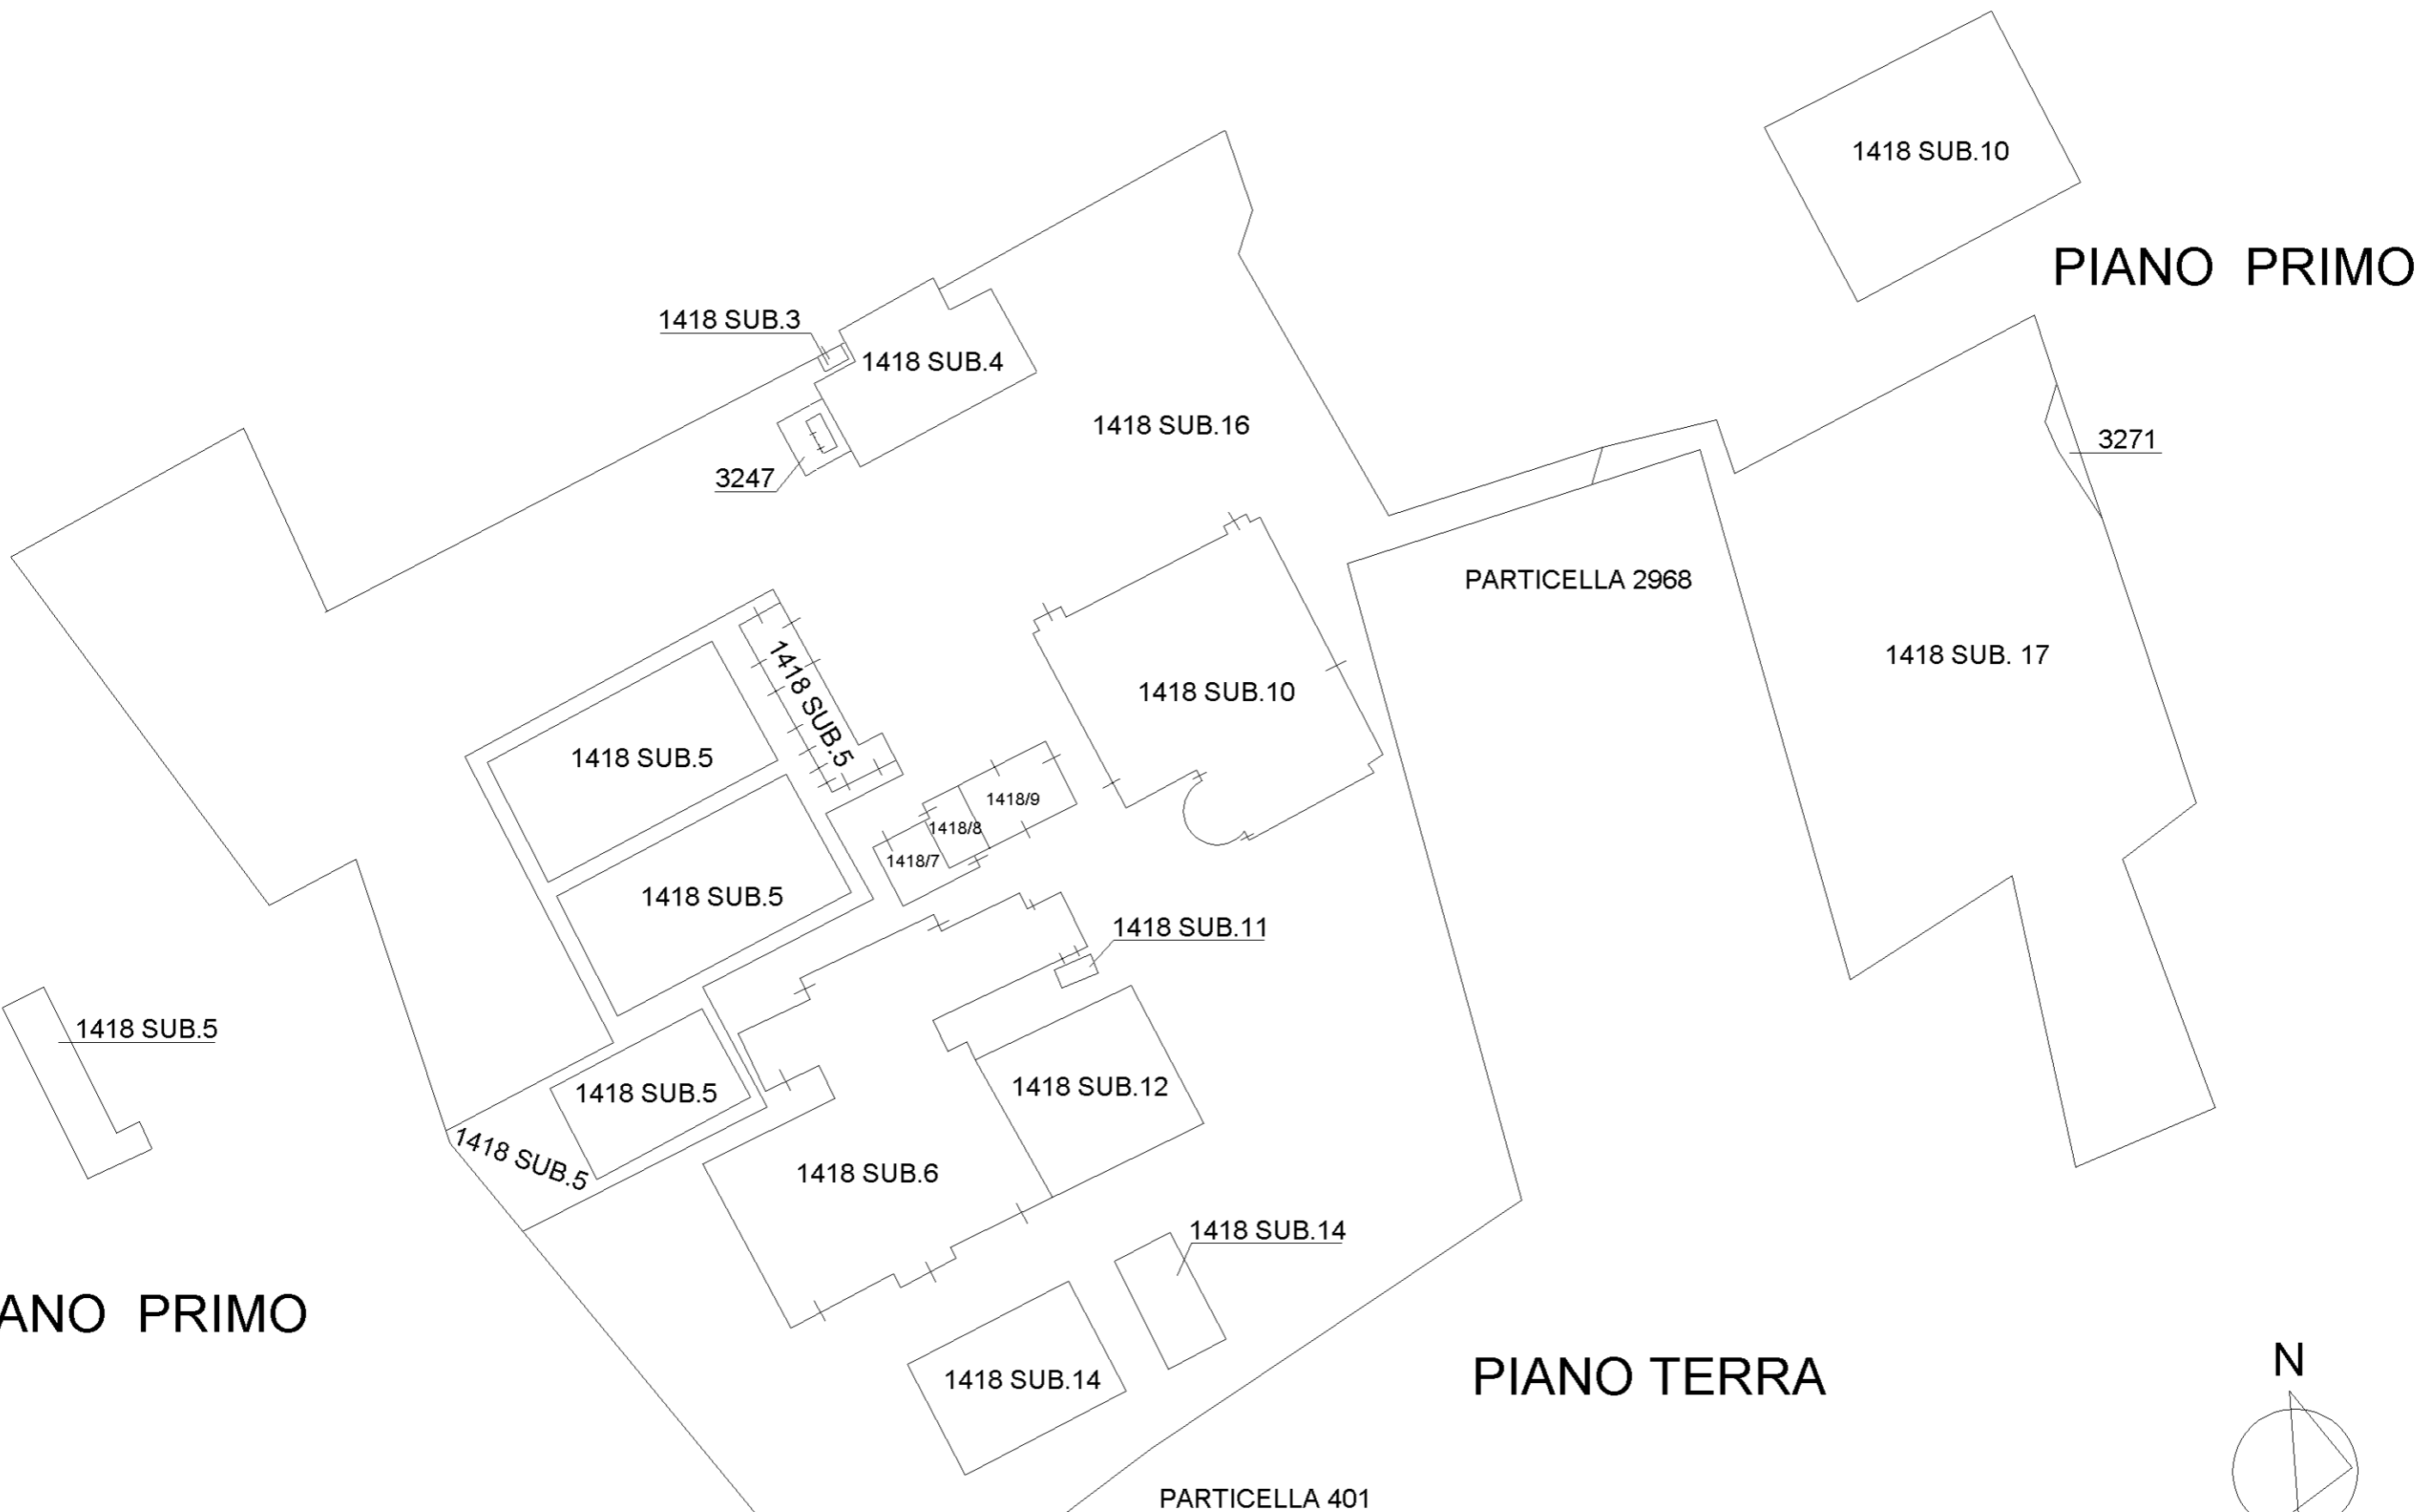 1418 SUB.10
PIANO PRIMO
1418 SUB.3
1418 SUB.4
1418 SUB.16
3271
3247
PARTICELLA 2968
1418 SUB. 17
1418 SUB.5
1418 SUB.10
1418 SUB.5
1418/9
1418/8
1418/7
1418 SUB.5
1418 SUB.11
1418 SUB.5
1418 SUB.12
1418 SUB.5
1418 SUB.5
1418 SUB.6
1418 SUB.14
ANO PRIMO
1418 SUB.14
PIANO TERRA
N
PARTICELLA 401